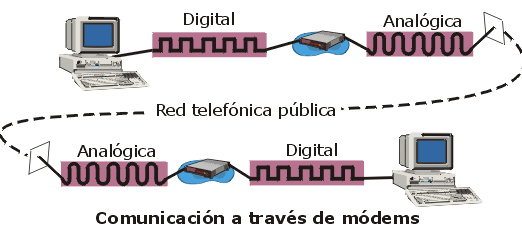 Digital
Analógica
Red telefónica pública
Analógica
Digital
Comunicación a través de módems